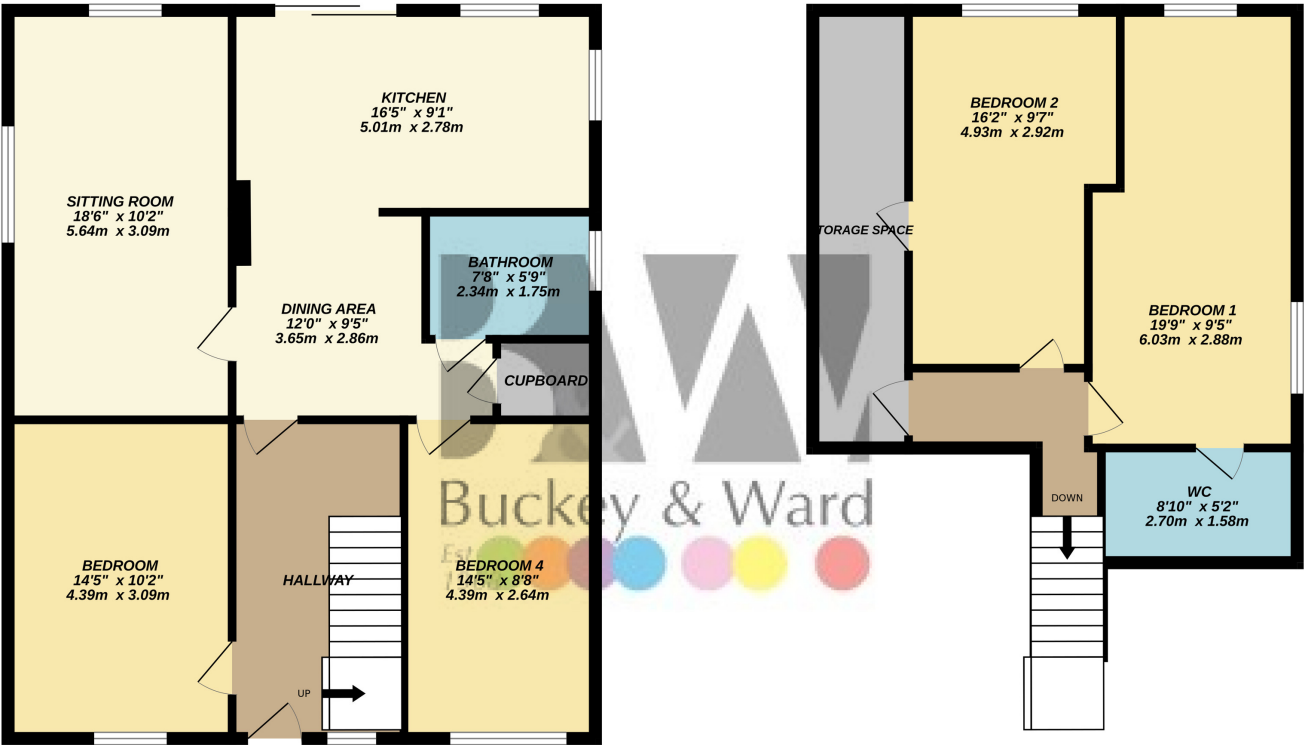 KITCHEN
16'5" x 9'1"
5.01m x 2.78m
SITTING ROOM
18'6" x 10'2"
5.64m x 3.09m
BATHROOM
7'8" x 5'9"
2.34m x 1.75m
DINING AREA
12'0" x 9'5"
3.65m x 2.86m
CUPBOARD
BEDROOM
14'5" x 10'2"
4.39m x 3.09m
HALLWAY
UP
BEDROOM 4
14'5" x 8'8"
4.39m x 2.64m
BEDROOM 2
16'2" x 9'7"
4.93m x 2.92m
TORAGE SPACE
BEDROOM 1
19'9" x 9'5"
6.03m x 2.88m
DOWN
WC
8'10" x 5'2"
2.70m x 1.58m
B&W
Buckey & Ward
Est